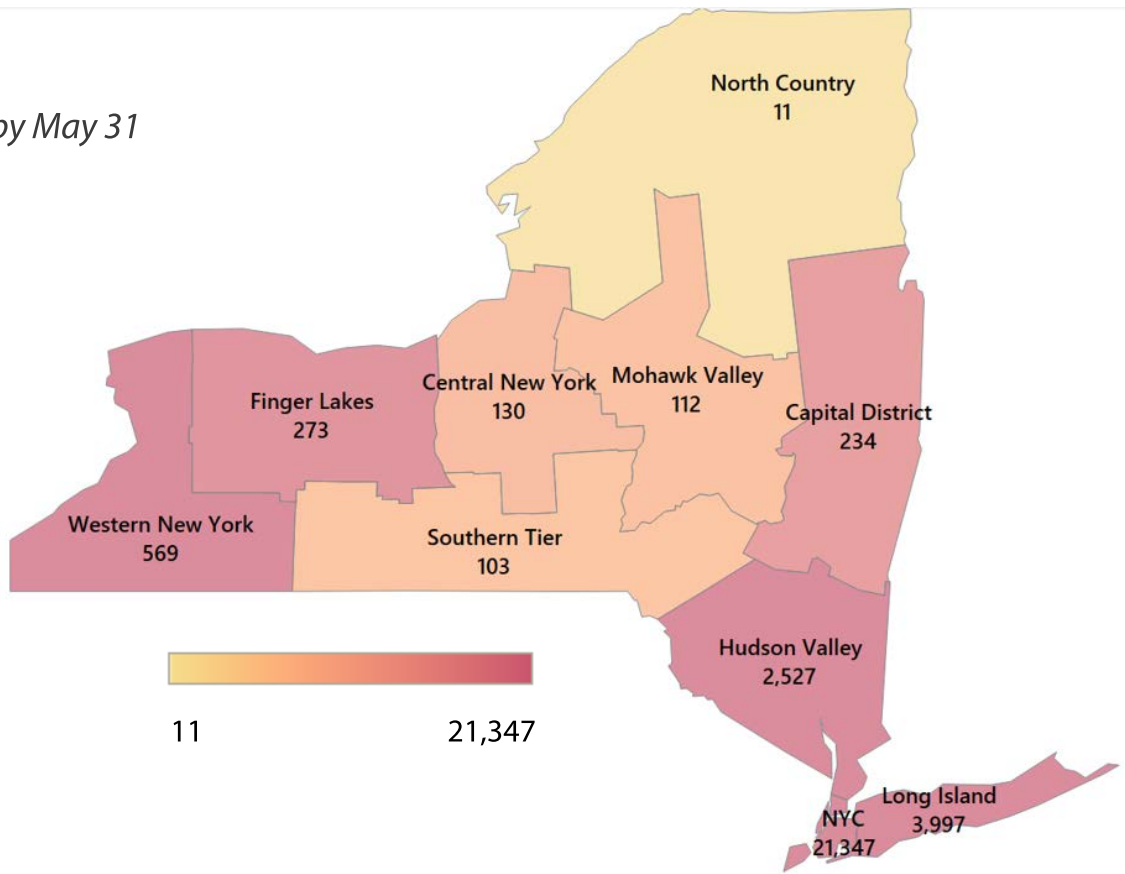 by May 31
North Country
11
Central New York
130
Mohawk Valley
112
Finger Lakes
273
Capital District
234
Western New York
569
Southern Tier
103
Hudson Valley
2,527
11
21,347
Long Island
3,997
NYC
21,347